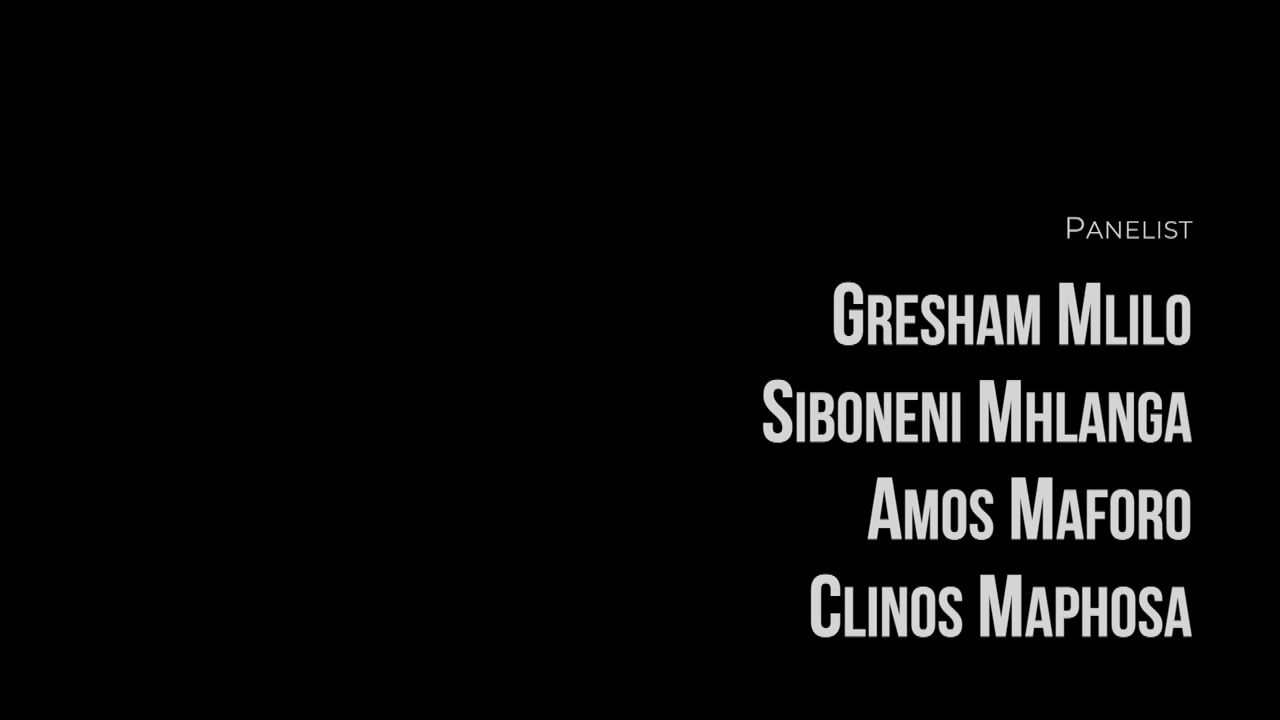 Panelist
Gresham Mlilo
Siboneni Mhlanga
Amos Maforo
Clinos Maphosa